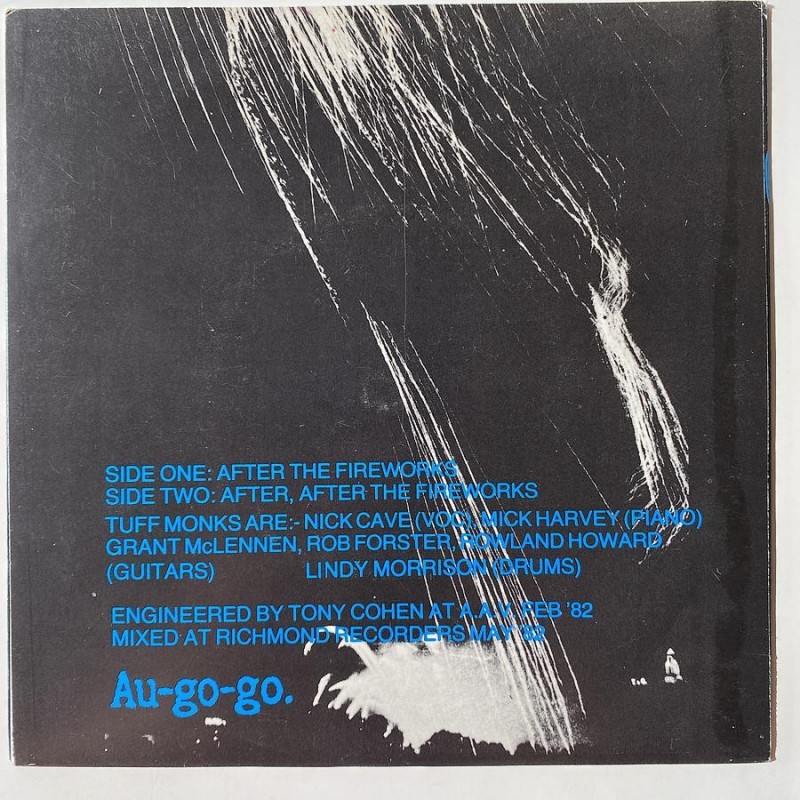 SIDE ONE: AFTER THE FIREWORKS
SIDE TWO: AFTER, AFTER THE FIREWORKS
TUFF MONKS ARE:- NICK CAVE (VOC), MICK HARVEY (PIANO)
GRANT McLENNEN, ROB FORSTER, ROWLAND HOWARD
(GUITARS) LINDY MORRISON (DRUMS)
ENGINEERED BY TONY COHEN AT A.A.V. FEB '82
MIXED AT RICHMOND RECORDERS MAY '82
Au-go-go.